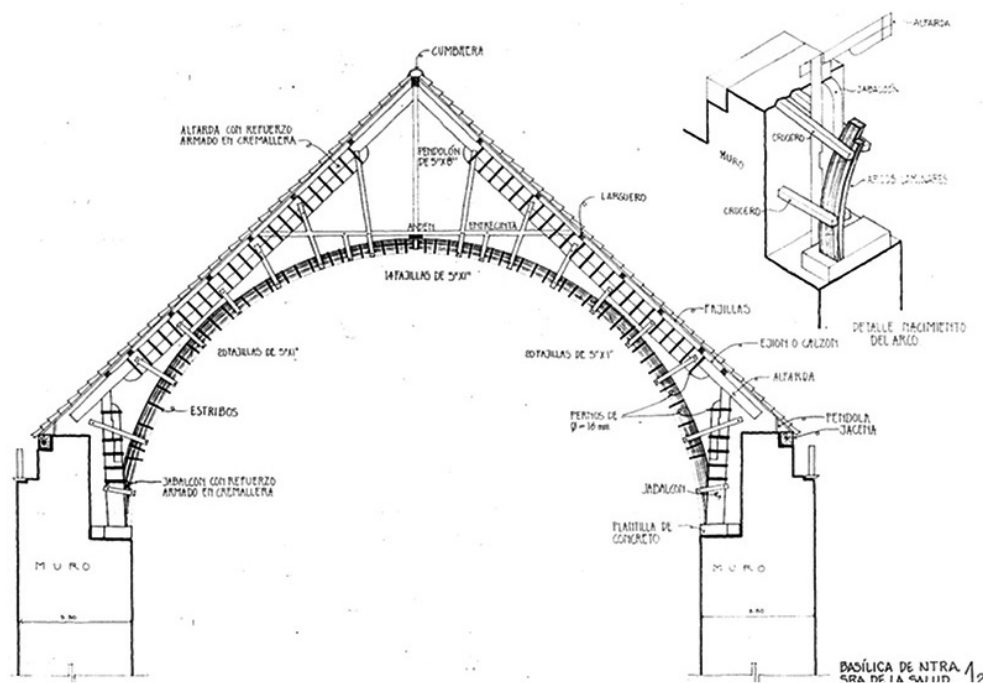 CUMBRERA
ALFARDA CON REFUERZO
ARMADO EN CREMALLERA
PENDOLÓN
DE 5"X8"
LARGUERO
ANDEN
ENTRECINTA
14 FAJILLAS DE 5"X1"
FAJILLAS
20 FAJILLAS DE 5"X1"
20 FAJILLAS DE 5"X1"
EJION O CALZON
ALFARDA
ESTRIBOS
PERNOS DE
Ø=16 mm
PENDOLA
JACENA
JABALCON CON REFUERZO
ARMADO EN CREMALLERA
JABALCON
PLANTILLA DE
CONCRETO
MURO
MURO
ALFARDA
JABALCÓN
CRUCERO
MURO
ARCOS LAMINARES
CRUCERO
DETALLE NACIMIENTO
DEL ARCO
BASÍLICA DE NTRA.
SRA DE LA SALUD